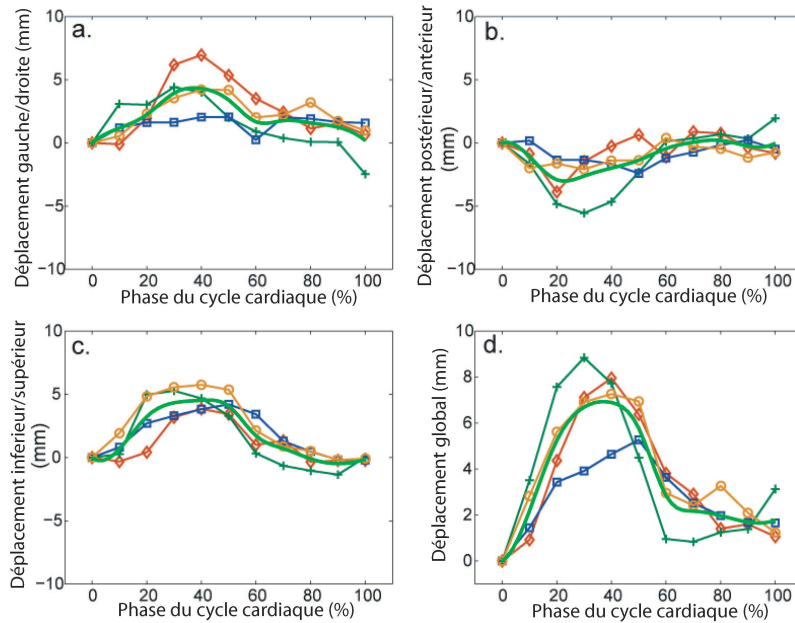 a.
Déplacement gauche/droite (mm)
10
5
0
−5
−10
0 20 40 60 80 100
Phase du cycle cardiaque (%)
b.
Déplacement postérieur/antérieur
(mm)
10
5
0
−5
−10
0 20 40 60 80 100
Phase du cycle cardiaque (%)
c.
Déplacement inférieur/supérieur
(mm)
10
5
0
−5
−10
0 20 40 60 80 100
Phase du cycle cardiaque (%)
d.
Déplacement global (mm)
10
8
6
4
2
0
0 20 40 60 80 100
Phase du cycle cardiaque (%)